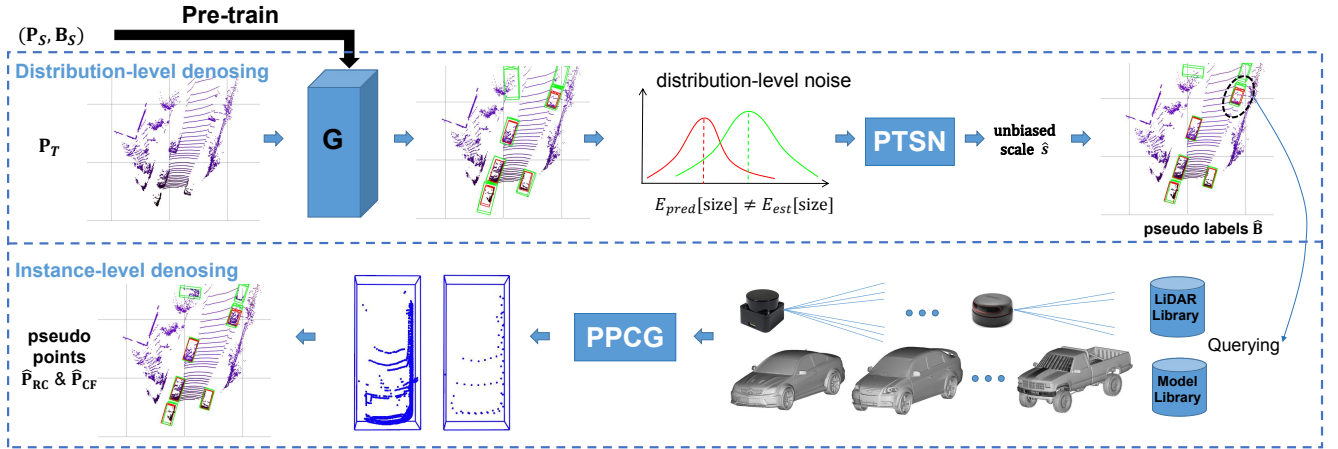 Pre-train
(P_S, B_S)
Distribution-level denosing
P_T
G
distribution-level noise
E_pred[size] ≠ E_est[size]
PTSN
unbiased
scale ŝ
pseudo labels B̂
Instance-level denosing
pseudo
points
P̂_RC & P̂_CF
PPCG
LiDAR
Library
Querying
Model
Library